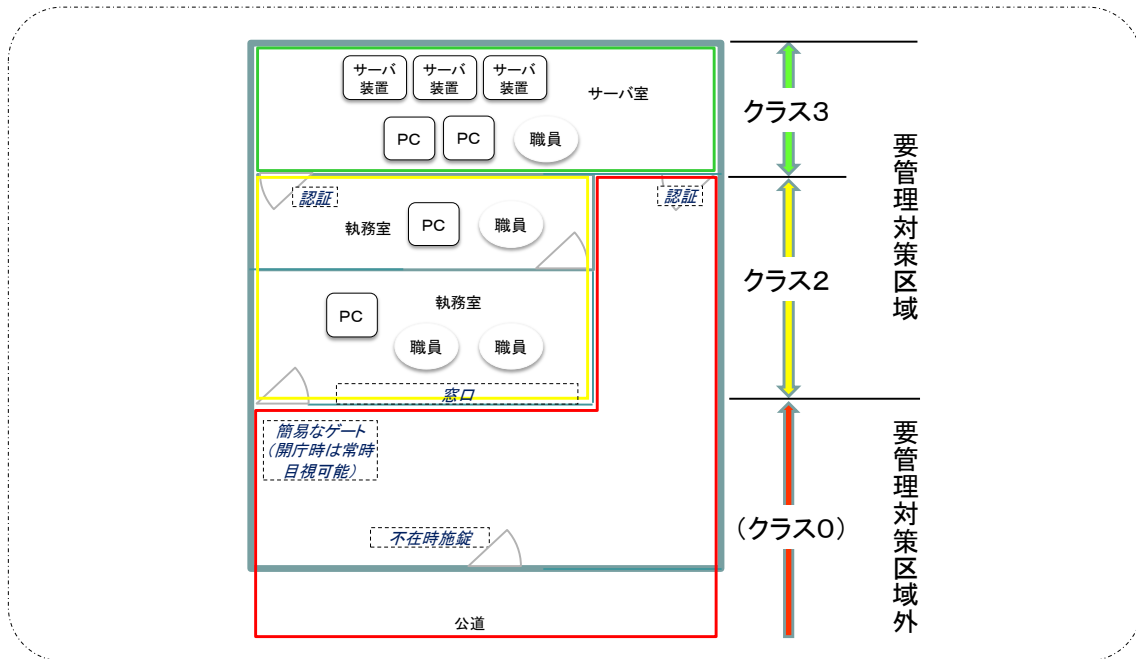 サーバ
装置
サーバ
装置
サーバ
装置
サーバ室
PC
PC
職員
認証
認証
執務室
PC
職員
執務室
PC
職員
職員
窓口
簡易なゲート
（開庁時は常時
目視可能）
不在時施錠
公道
クラス3
クラス2
（クラス0）
要管理対策区域
要管理対策区域外